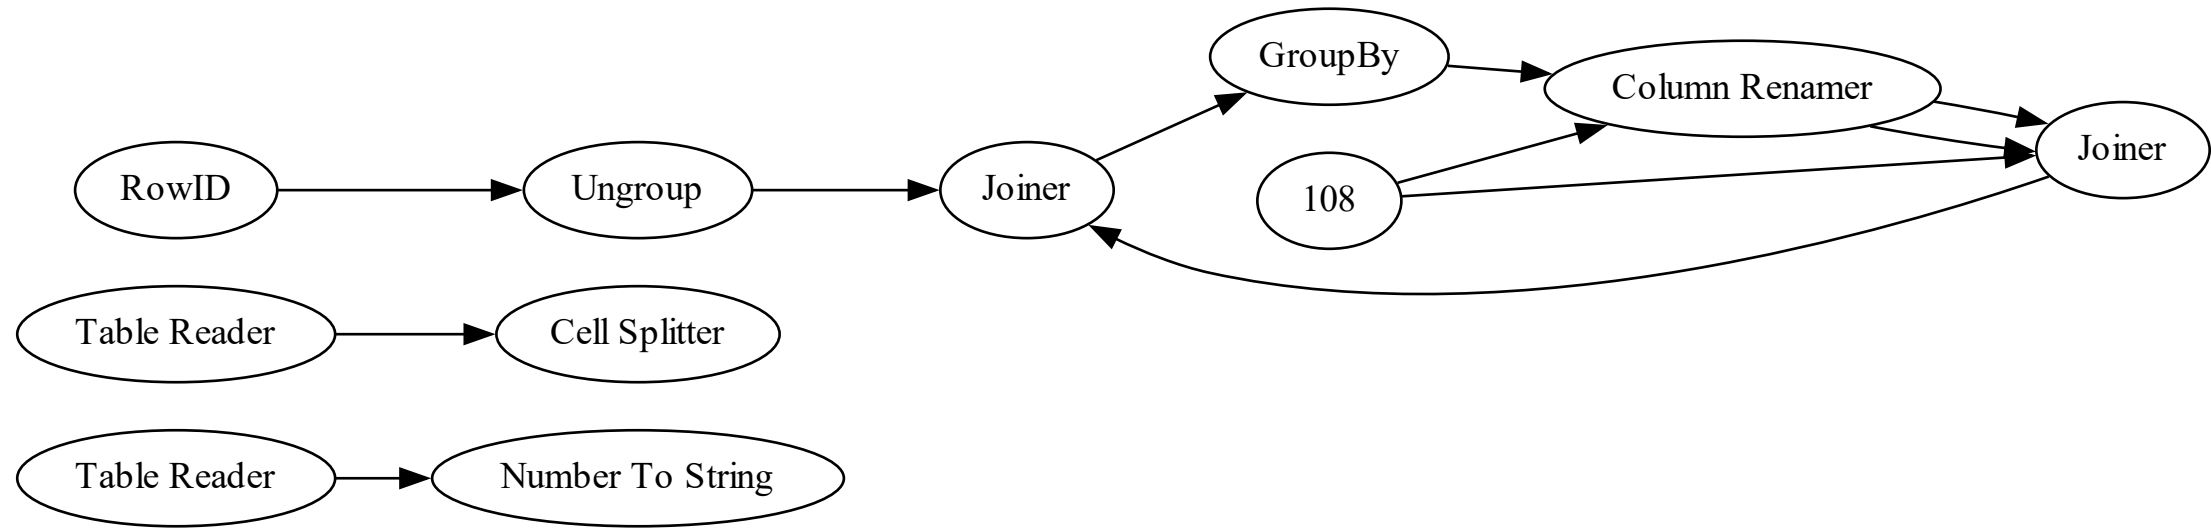 GroupBy
Column Renamer
Joiner
RowID
Ungroup
Joiner
108
Table Reader
Cell Splitter
Table Reader
Number To String